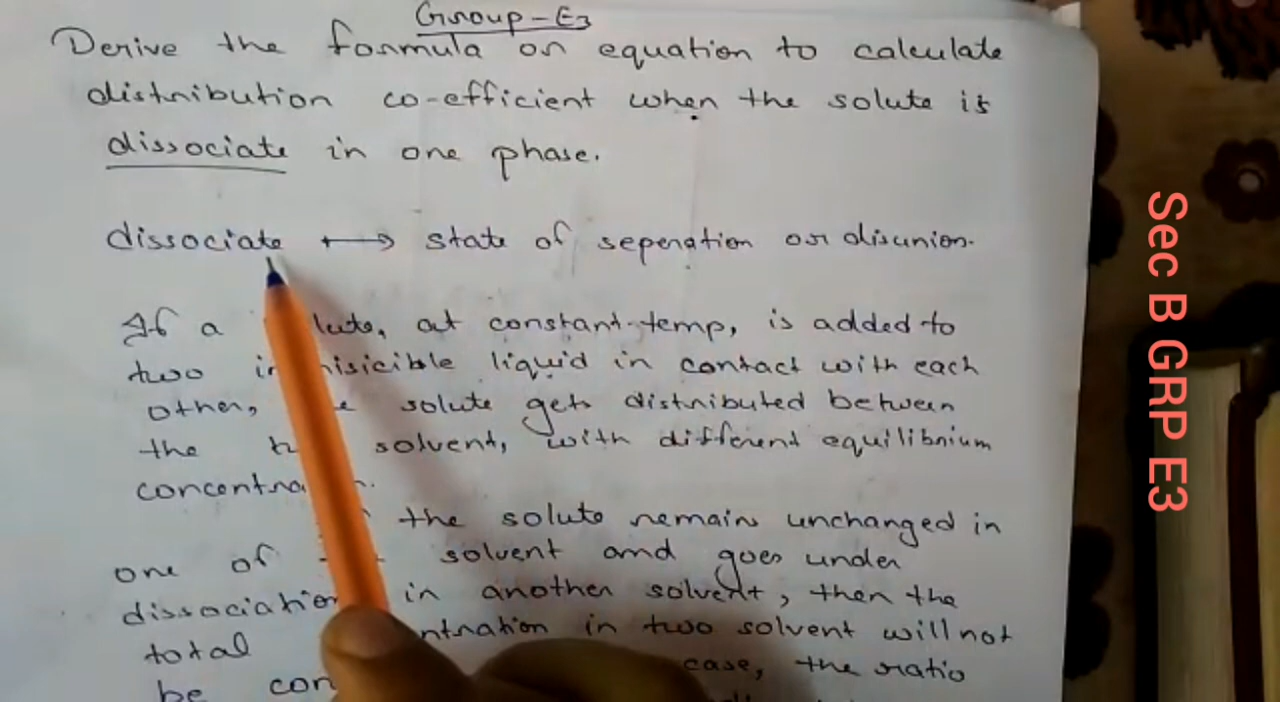 Group-E3
Derive the formula or equation to calculate
distribution co-efficient when the solute is
dissociate in one phase.
dissociate ⟷ state of seperation or disunion.
If a lute, at constant temp, is added to
two in misicible liquid in contact with each
other, e solute gets distributed between
the solvent, with different equilibrium
concentra
the solute remain unchanged in
one of solvent and goes under
dissociation in another solvent, then the
total ntration in two solvent will not
be con case, the ratio
Sec B GRP E3